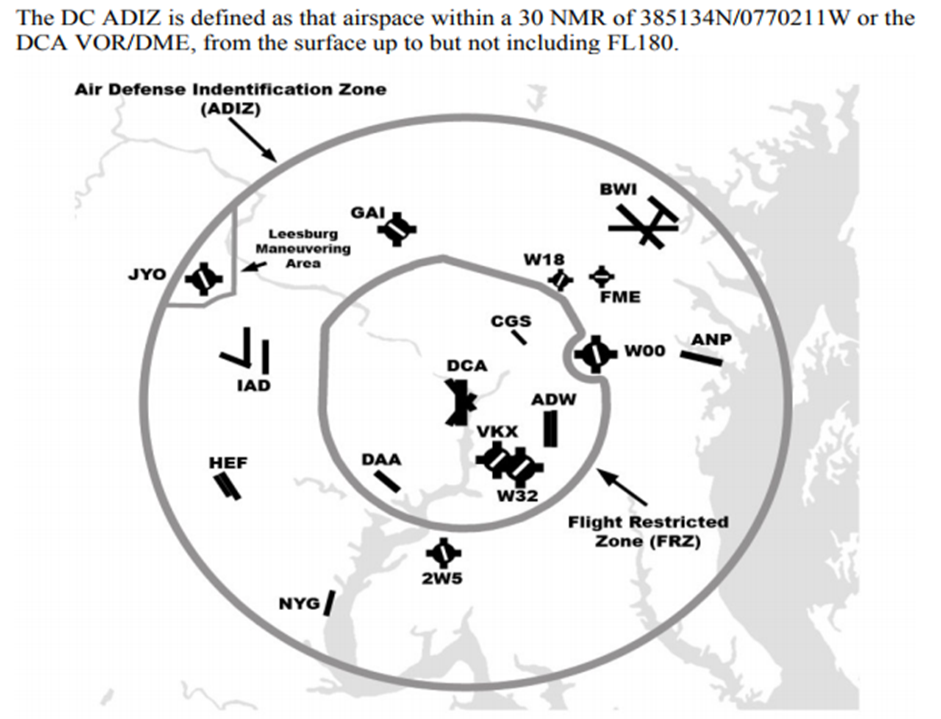 The DC ADIZ is defined as that airspace within a 30 NMR of 385134N/0770211W or the
DCA VOR/DME, from the surface up to but not including FL180.
Air Defense Indentification Zone
(ADIZ)
BWI
GAI
Leesburg
Maneuvering
Area
W18
JYO
FME
CGS
ANP
W00
DCA
IAD
ADW
VKX
DAA
HEF
W32
Flight Restricted
Zone (FRZ)
2W5
NYG